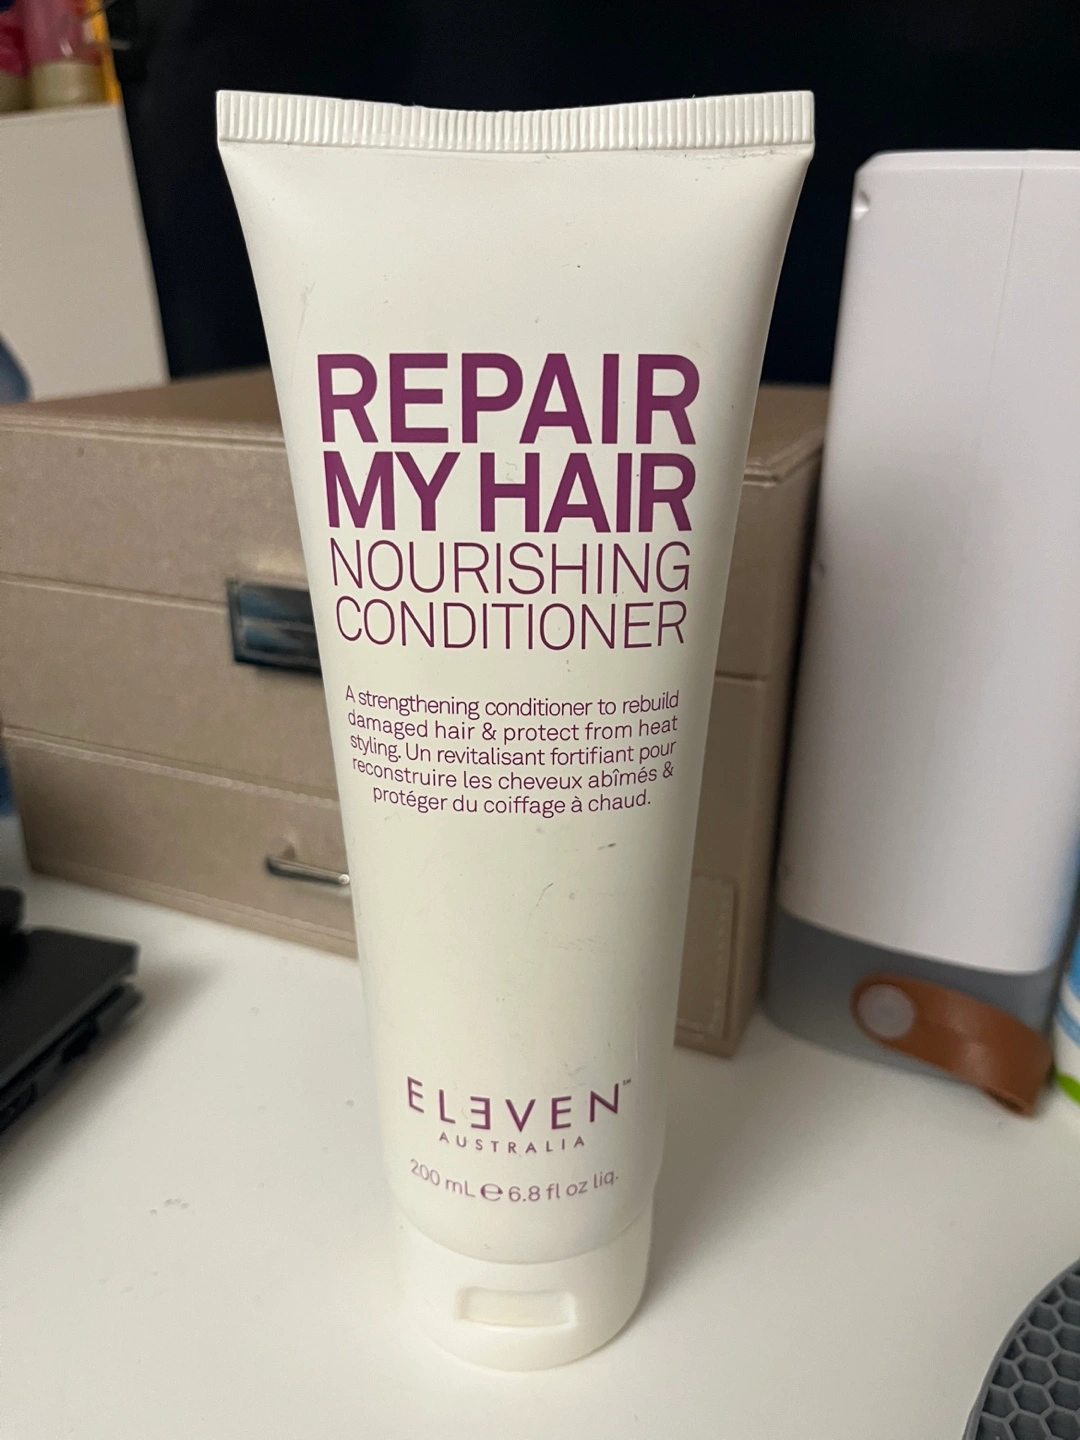 REPAIR
MY HAIR
NOURISHING
CONDITIONER
A strengthening conditioner to rebuild
damaged hair & protect from heat
styling. Un revitalisant fortifiant pour
reconstruire les cheveux abîmés &
protéger du coiffage à chaud.
ELEVEN™
AUSTRALIA
200 mL ℮ 6.8 fl oz liq.